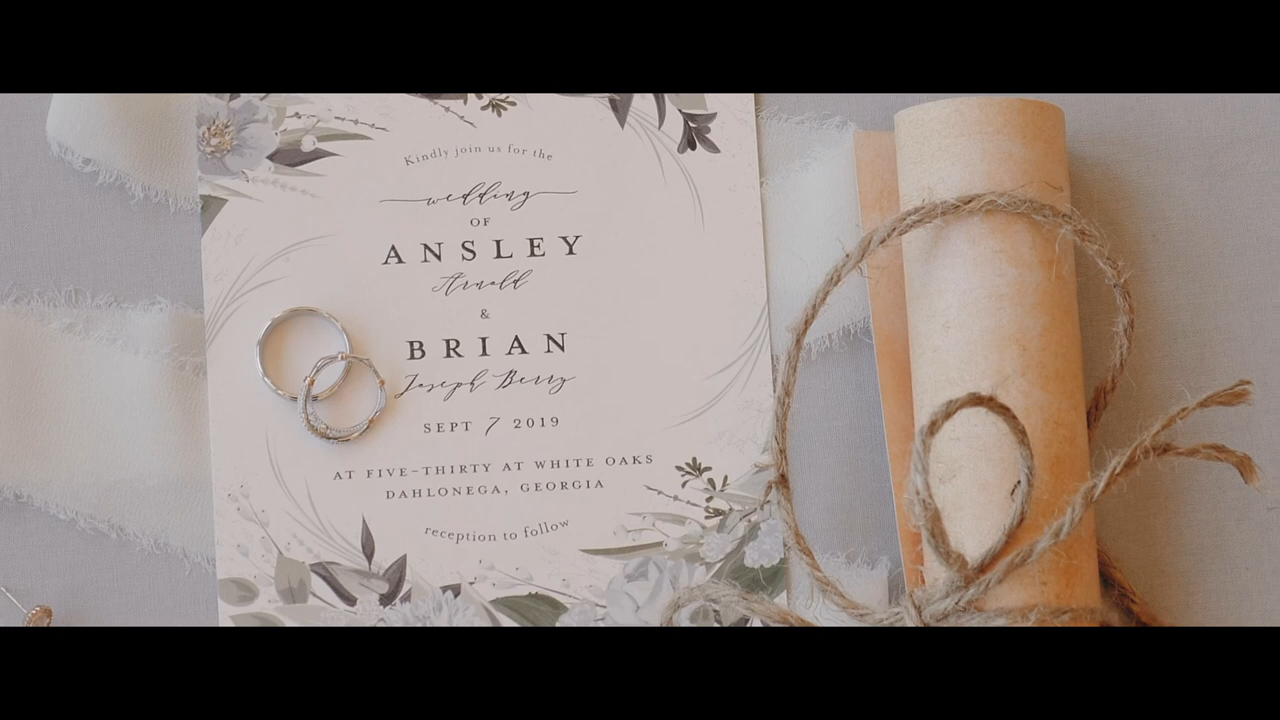 Kindly join us for the
wedding
OF
ANSLEY
Arnold
&
BRIAN
Joseph Berry
SEPT 7 2019
AT FIVE-THIRTY AT WHITE OAKS
DAHLONEGA, GEORGIA
reception to follow